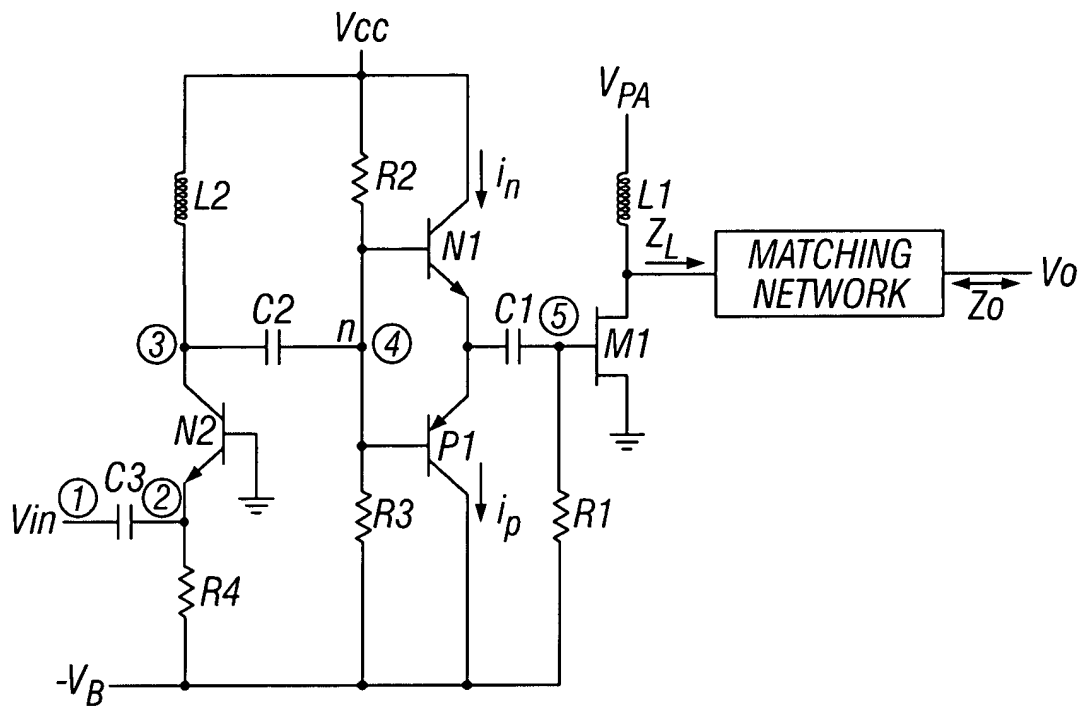 Vcc
V_PA
R2
i_n
L2
L1
N1
Z_L
MATCHING
NETWORK
Vo
Zo
C2
n
C1
⑤
③
④
M1
N2
P1
C3
①
②
Vin
R3
i_p
R1
R4
-V_B